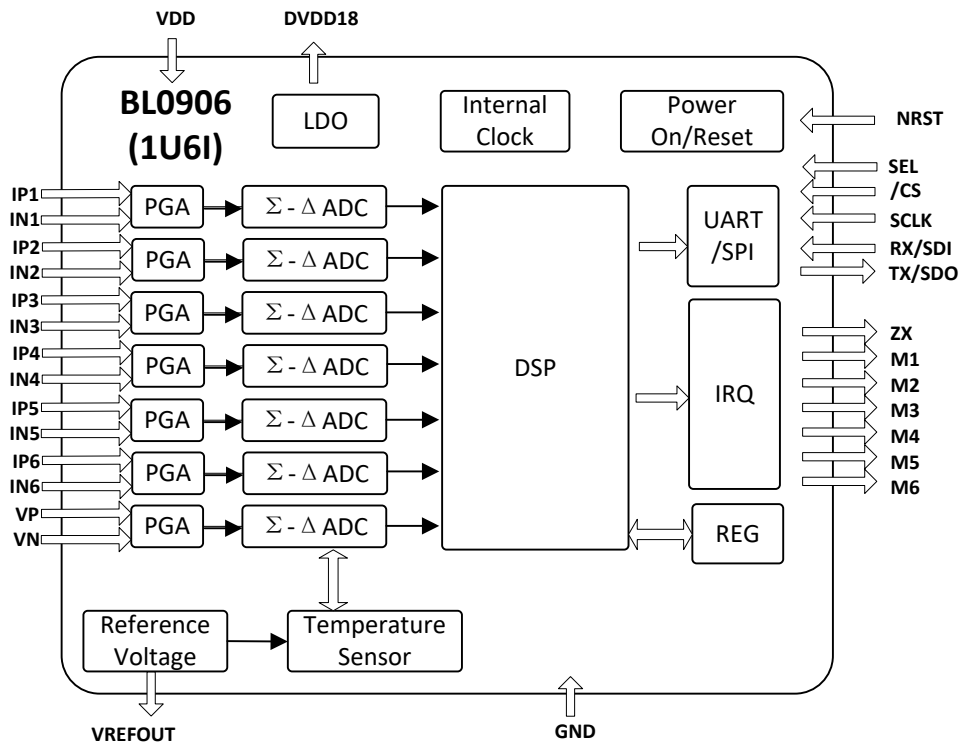 VDD
DVDD18
BL0906
(1U6I)
LDO
Internal
Clock
Power
On/Reset
NRST
SEL
/CS
SCLK
RX/SDI
TX/SDO
IP1
IN1
PGA
Σ - Δ ADC
IP2
IN2
PGA
Σ - Δ ADC
IP3
IN3
PGA
Σ - Δ ADC
IP4
IN4
PGA
Σ - Δ ADC
IP5
IN5
PGA
Σ - Δ ADC
IP6
IN6
PGA
Σ - Δ ADC
VP
VN
PGA
Σ - Δ ADC
DSP
UART
/SPI
IRQ
REG
ZX
M1
M2
M3
M4
M5
M6
Reference
Voltage
Temperature
Sensor
VREFOUT
GND